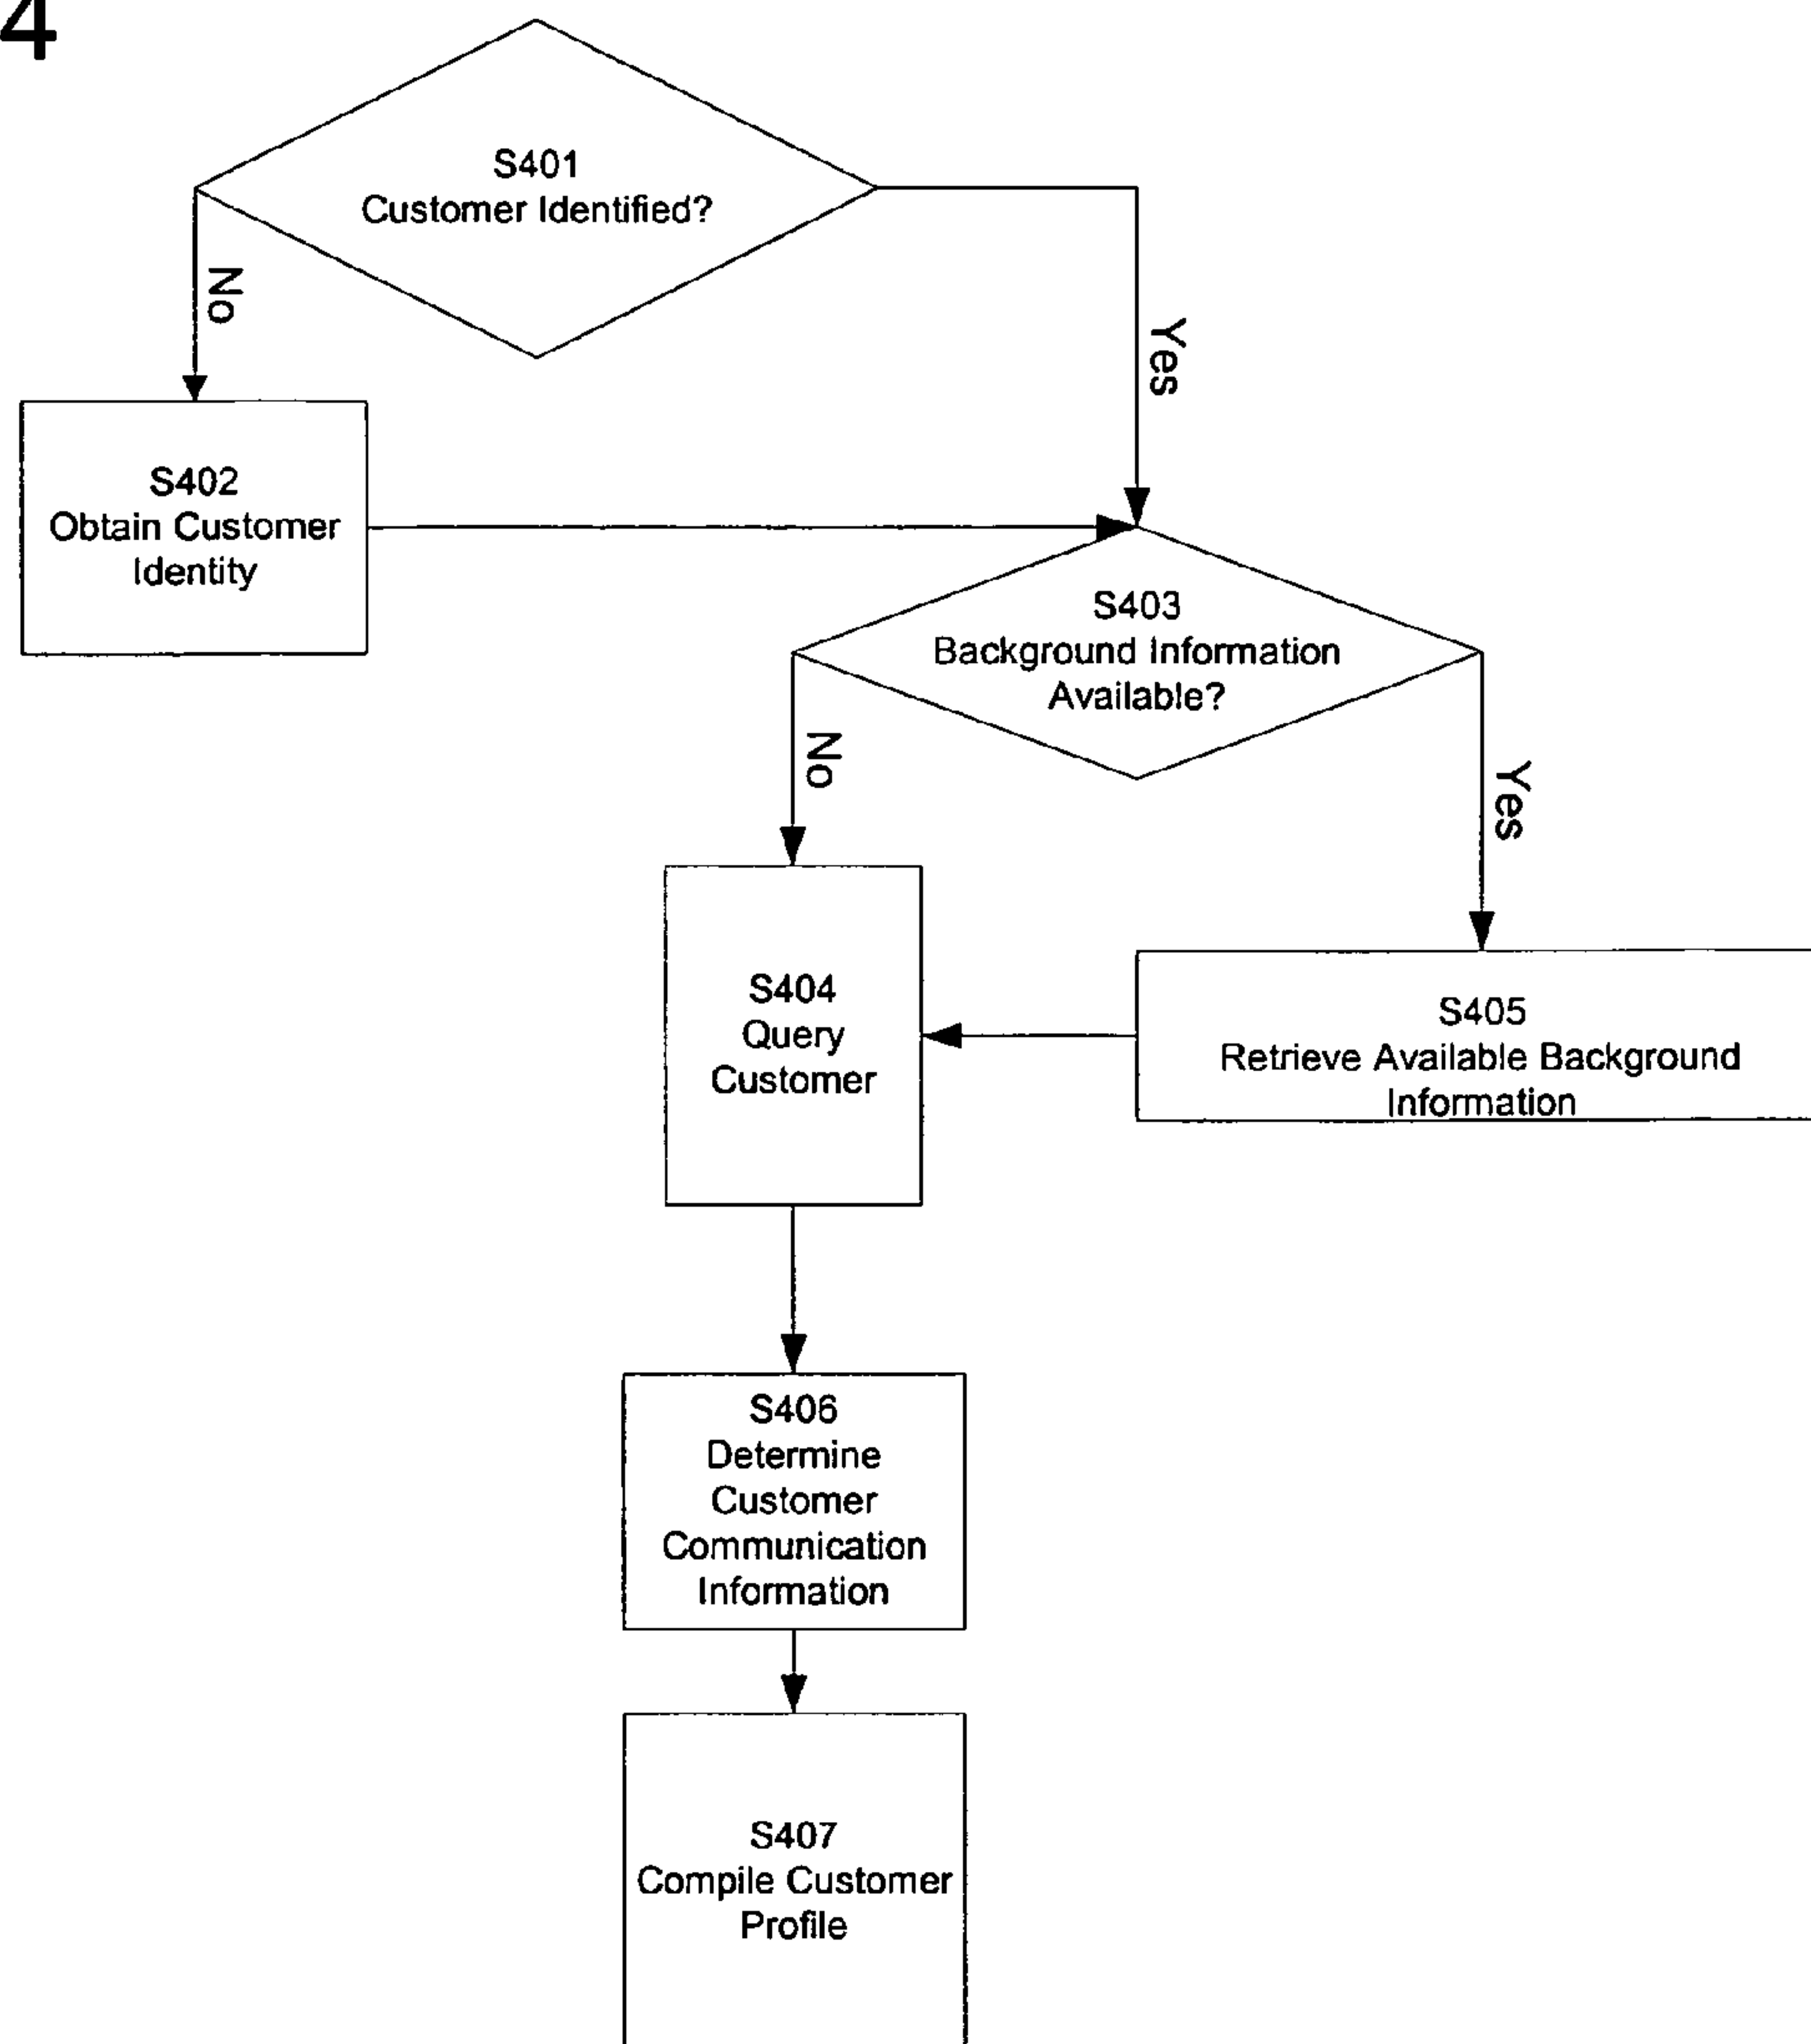 4
S401
Customer Identified?
No
Yes
S402
Obtain Customer
Identity
S403
Background Information
Available?
No
Yes
S404
Query
Customer
S405
Retrieve Available Background
Information
S406
Determine
Customer
Communication
Information
S407
Compile Customer
Profile